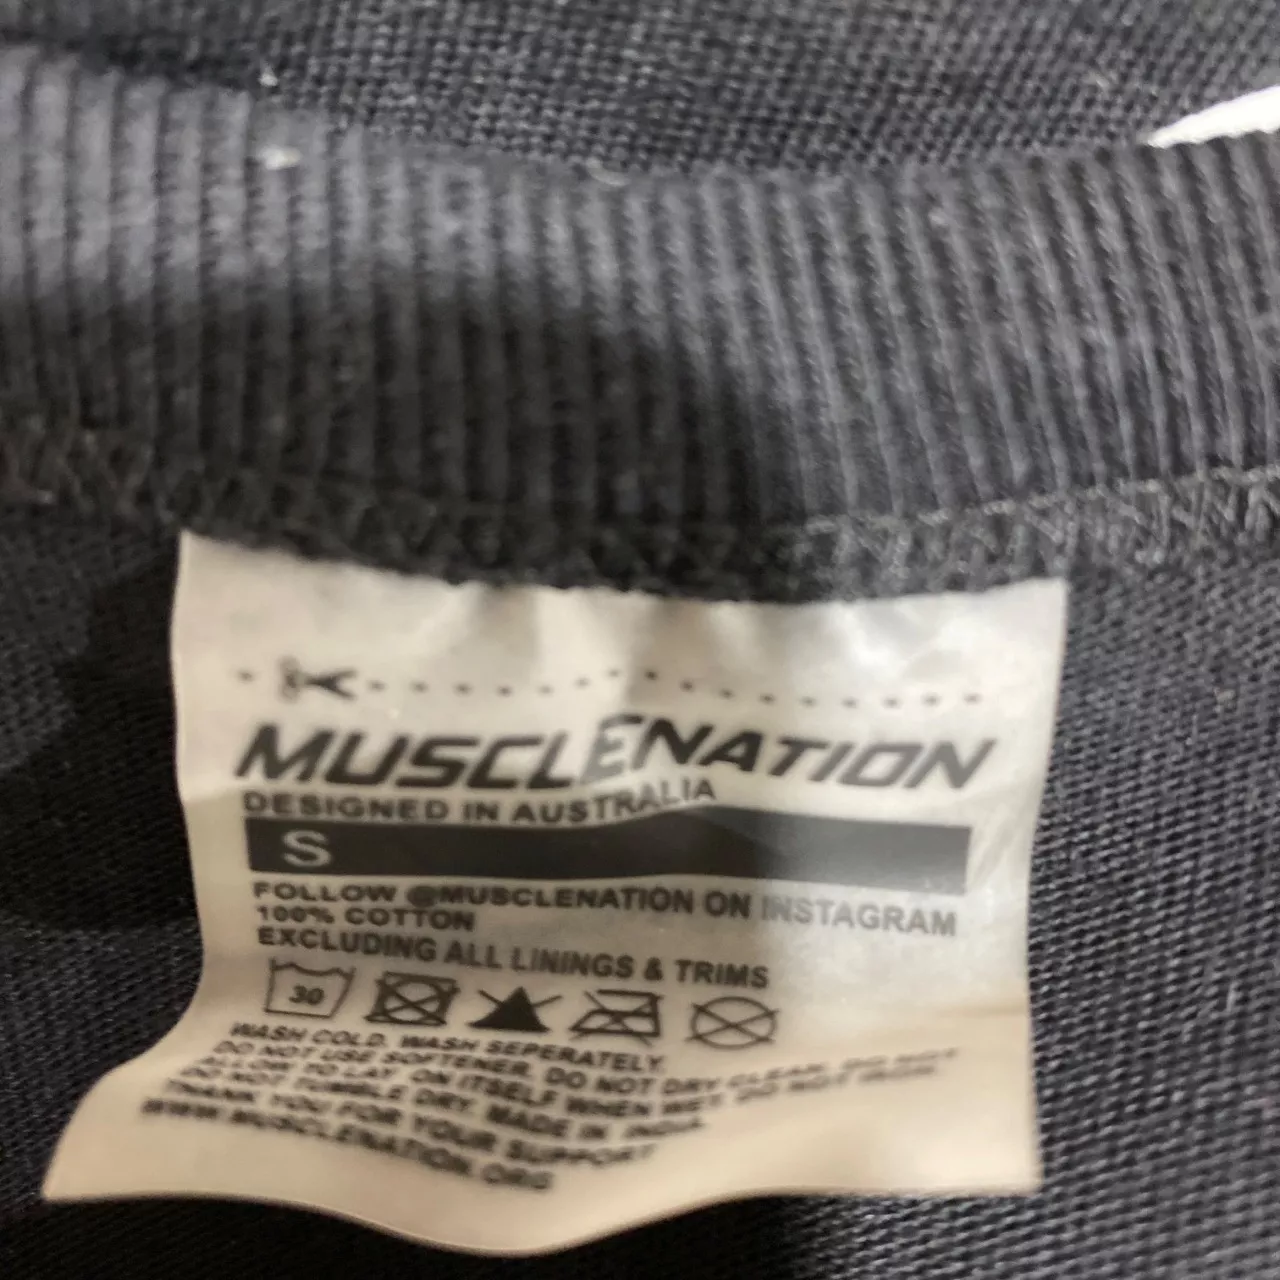 MUSCLENATION
DESIGNED IN AUSTRALIA
S
FOLLOW @MUSCLENATION ON INSTAGRAM
100% COTTON
EXCLUDING ALL LININGS & TRIMS
30
WASH COLD. WASH SEPERATELY.
DO NOT USE SOFTENER. DO NOT DRY CLEAN. DO NOT
ALLOW TO LAY ON ITSELF WHEN WET. DO NOT IRON.
DO NOT TUMBLE DRY. MADE IN INDIA.
THANK YOU FOR YOUR SUPPORT
WWW.MUSCLENATION.ORG